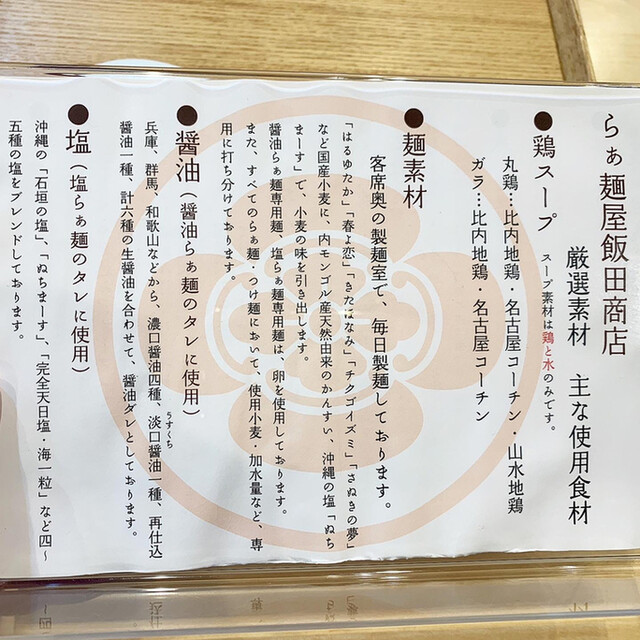 らぁ麺屋飯田商店
厳選素材　主な使用食材
●鶏スープ　スープ素材は鶏と水のみです。
丸鶏…比内地鶏・名古屋コーチン・山水地鶏
ガラ…比内地鶏・名古屋コーチン
●麺素材
客席奥の製麺室で、毎日製麺しております。
「はるゆたか」「春よ恋」「きたほなみ」「チクゴイズミ」「さぬきの夢」
など国産小麦に、内モンゴル産天然由来のかんすい、沖縄の塩「ぬち
まーす」で、小麦の味を引き出します。
醤油らぁ麺専用麺、塩らぁ麺専用麺は、卵を使用しております。
また、すべてのらぁ麺・つけ麺において、使用小麦・加水量など、専
用に打ち分けております。
●醤油（醤油らぁ麺のタレに使用）
うすくち
兵庫、群馬、和歌山などから、濃口醤油四種、淡口醤油一種、再仕込
醤油一種、計六種の生醤油を合わせて、醤油ダレとしております。
●塩（塩らぁ麺のタレに使用）
沖縄の「石垣の塩」、「ぬちまーす」、「完全天日塩・海一粒」など四～
五種の塩をブレンドしております。